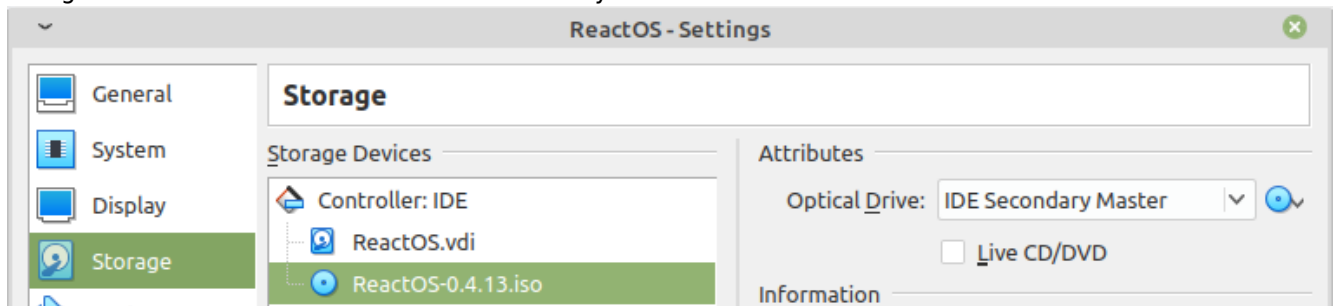 ReactOS - Settings
General
System
Display
Storage
Storage
Storage Devices
Controller: IDE
ReactOS.vdi
ReactOS-0.4.13.iso
Attributes
Optical Drive: IDE Secondary Master
Live CD/DVD
Information